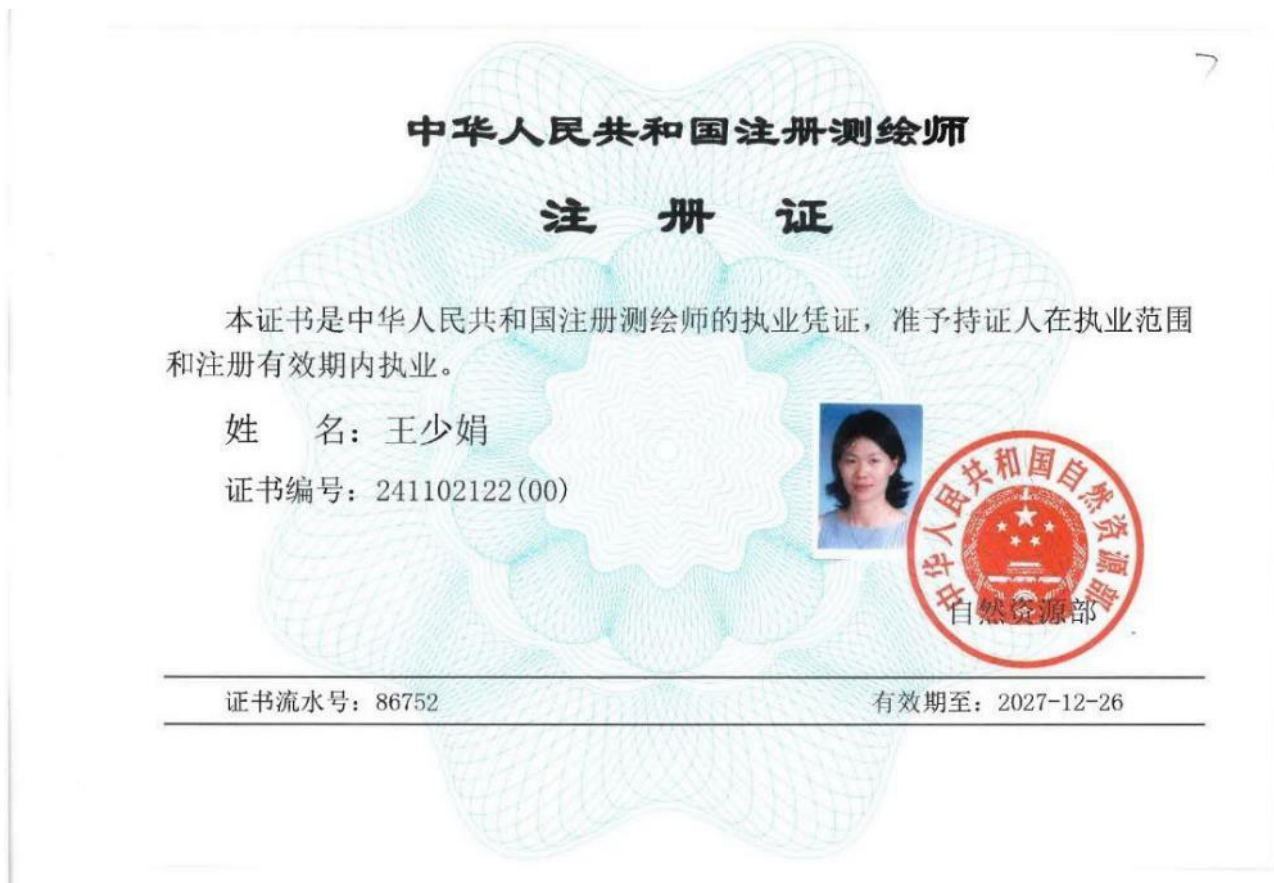 中华人民共和国注册测绘师
注 册 证
本证书是中华人民共和国注册测绘师的执业凭证，准予持证人在执业范围
和注册有效期内执业。
姓 名：王少娟
证书编号：241102122(00)
中华人民共和国自然资源部
自然资源部
证书流水号：86752
有效期至：2027-12-26